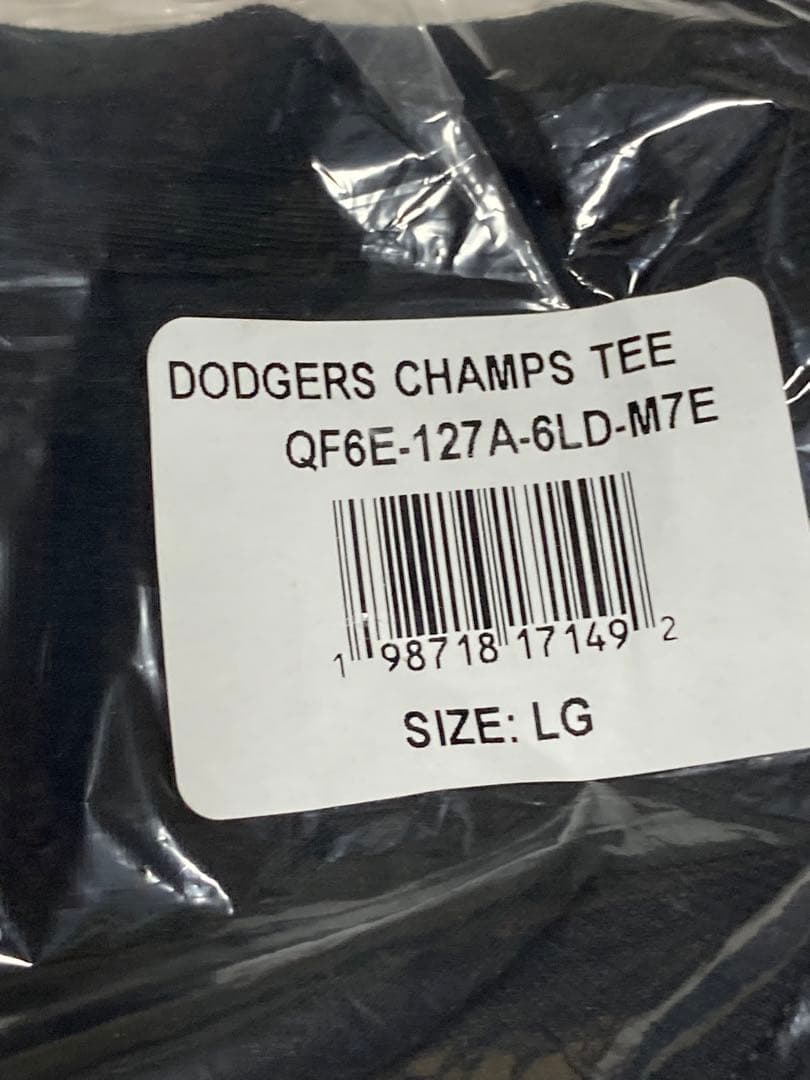 DODGERS CHAMPS TEE
QF6E-127A-6LD-M7E
1 98718 17149 2
SIZE: LG